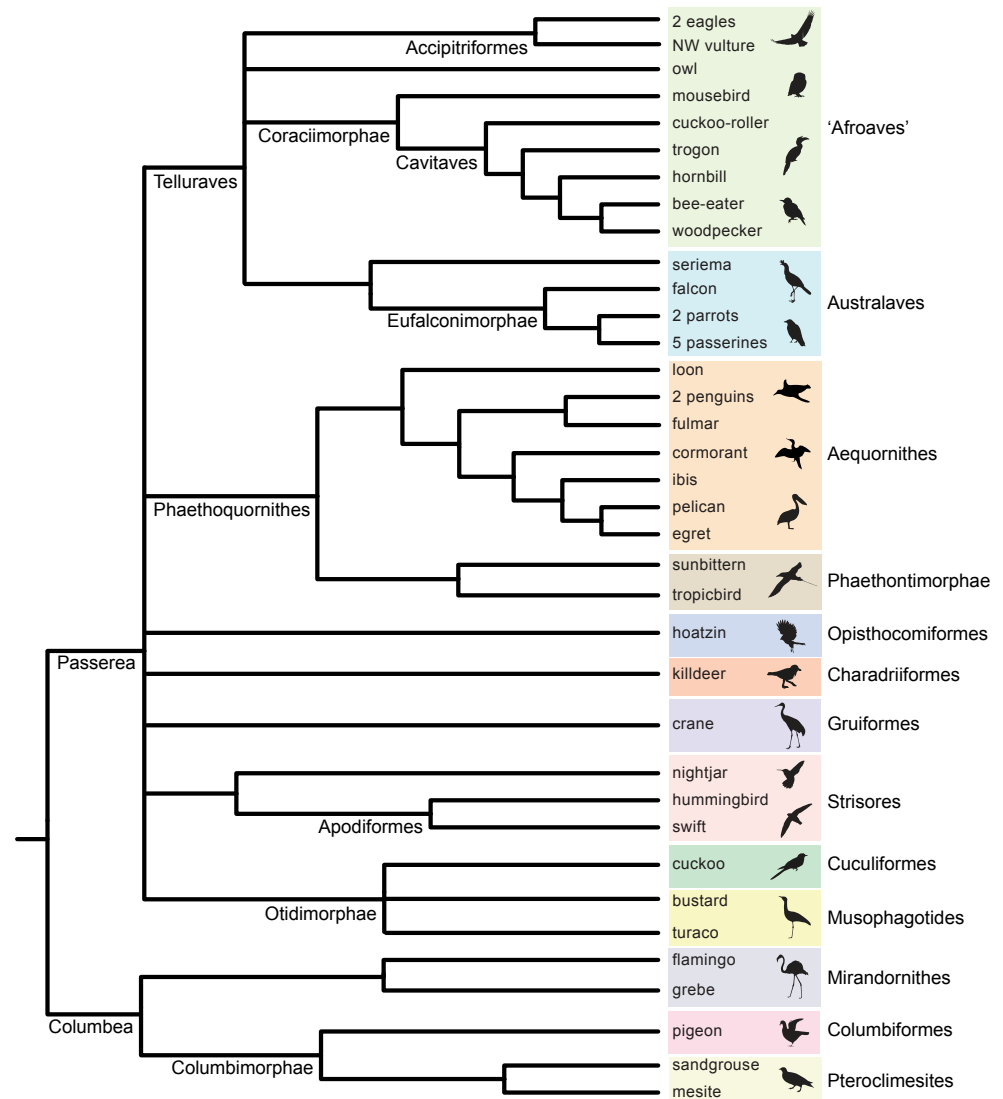 2 eagles
Accipitriformes
NW vulture
owl
mousebird
'Afroaves'
cuckoo-roller
Coraciimorphae
trogon
Cavitaves
hornbill
Telluraves
bee-eater
woodpecker
seriema
falcon
Australaves
2 parrots
Eufalconimorphae
5 passerines
loon
2 penguins
fulmar
cormorant
Aequornithes
ibis
pelican
Phaethoquornithes
egret
sunbittern
Phaethontimorphae
tropicbird
hoatzin
Opisthocomiformes
Passerea
killdeer
Charadriiformes
crane
Gruiformes
nightjar
hummingbird
Strisores
Apodiformes
swift
cuckoo
Cuculiformes
bustard
Otidimorphae
Musophagotides
turaco
flamingo
Mirandornithes
grebe
Columbea
pigeon
Columbiformes
Columbimorphae
sandgrouse
Pteroclimesites
mesite